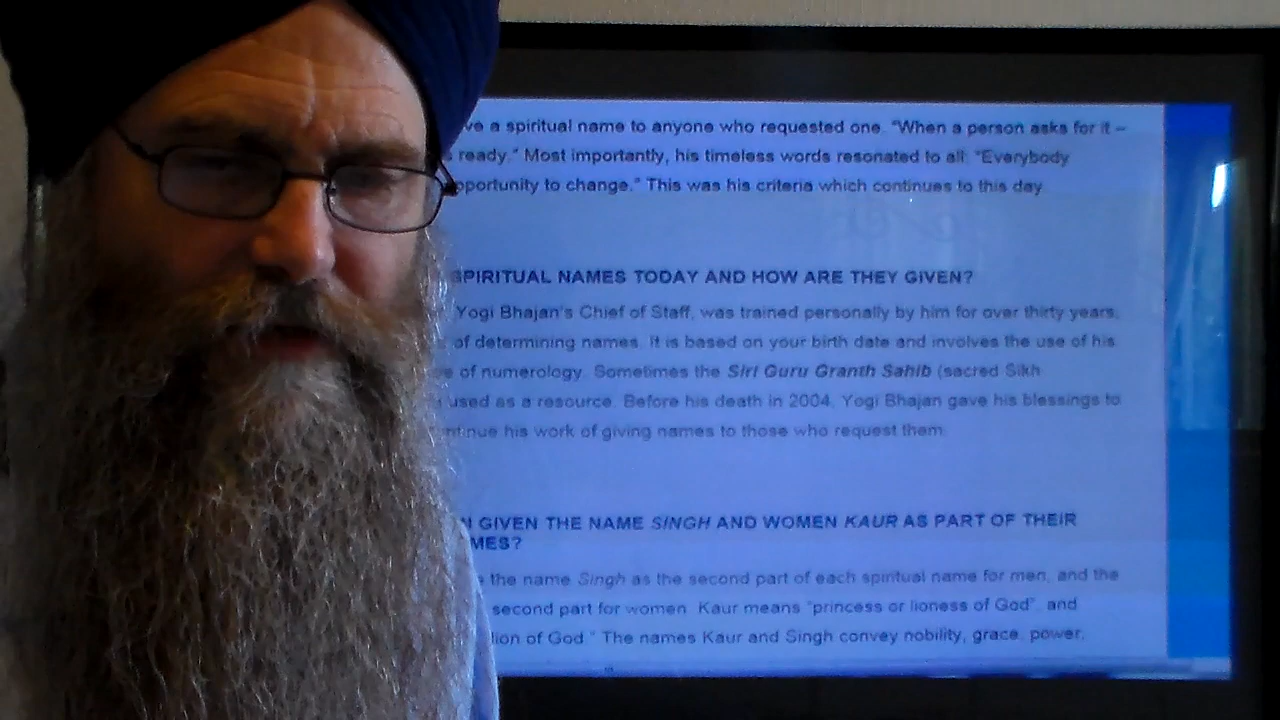 ve a spiritual name to anyone who requested one. "When a person asks for it –
ready." Most importantly, his timeless words resonated to all: "Everybody
pportunity to change." This was his criteria which continues to this day.
SPIRITUAL NAMES TODAY AND HOW ARE THEY GIVEN?
Yogi Bhajan's Chief of Staff, was trained personally by him for over thirty years,
of determining names. It is based on your birth date and involves the use of his
e of numerology. Sometimes the Siri Guru Granth Sahib (sacred Sikh
used as a resource. Before his death in 2004, Yogi Bhajan gave his blessings to
ntinue his work of giving names to those who request them.
N GIVEN THE NAME SINGH AND WOMEN KAUR AS PART OF THEIR
MES?
the name Singh as the second part of each spiritual name for men, and the
second part for women. Kaur means "princess or lioness of God", and
lion of God." The names Kaur and Singh convey nobility, grace, power,